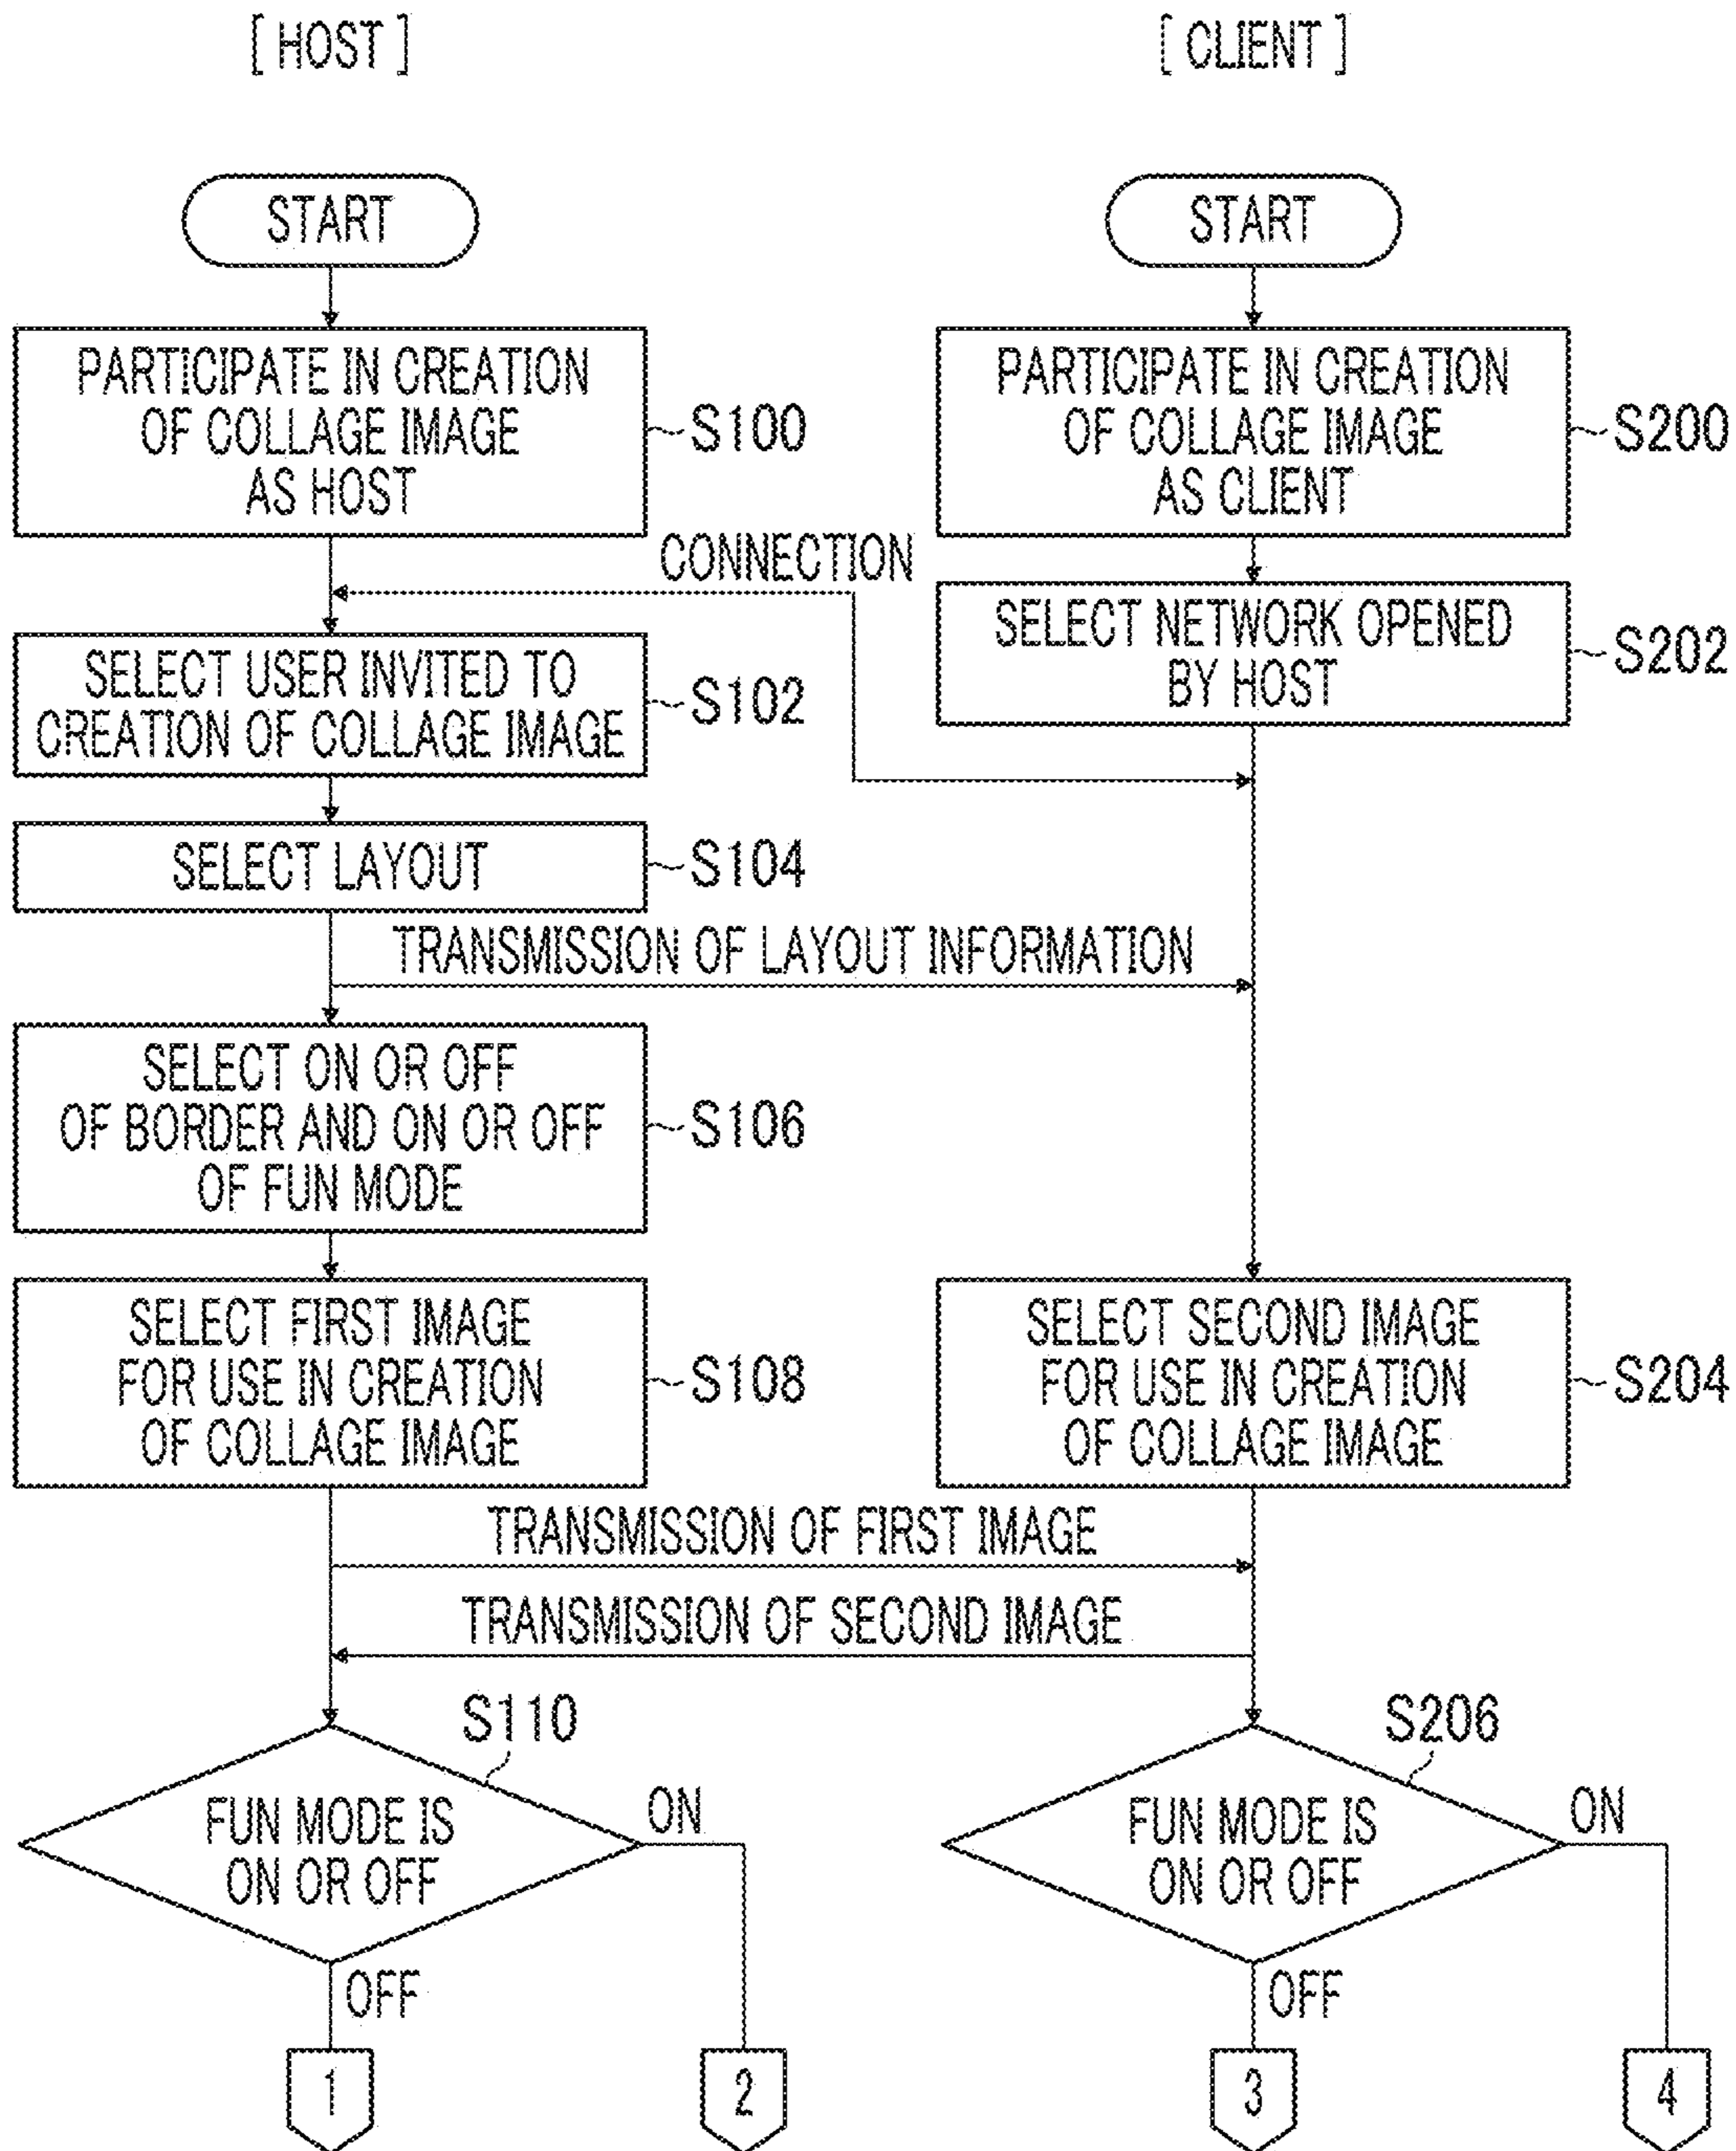 [ HOST ]
[ CLIENT ]
START
START
PARTICIPATE IN CREATION
OF COLLAGE IMAGE
AS HOST
S100
PARTICIPATE IN CREATION
OF COLLAGE IMAGE
AS CLIENT
S200
CONNECTION
SELECT NETWORK OPENED
BY HOST
S202
SELECT USER INVITED TO
CREATION OF COLLAGE IMAGE
S102
SELECT LAYOUT
S104
TRANSMISSION OF LAYOUT INFORMATION
SELECT ON OR OFF
OF BORDER AND ON OR OFF
OF FUN MODE
S106
SELECT FIRST IMAGE
FOR USE IN CREATION
OF COLLAGE IMAGE
S108
SELECT SECOND IMAGE
FOR USE IN CREATION
OF COLLAGE IMAGE
S204
TRANSMISSION OF FIRST IMAGE
TRANSMISSION OF SECOND IMAGE
S110
FUN MODE IS
ON OR OFF
ON
OFF
S206
FUN MODE IS
ON OR OFF
ON
OFF
1
2
3
4